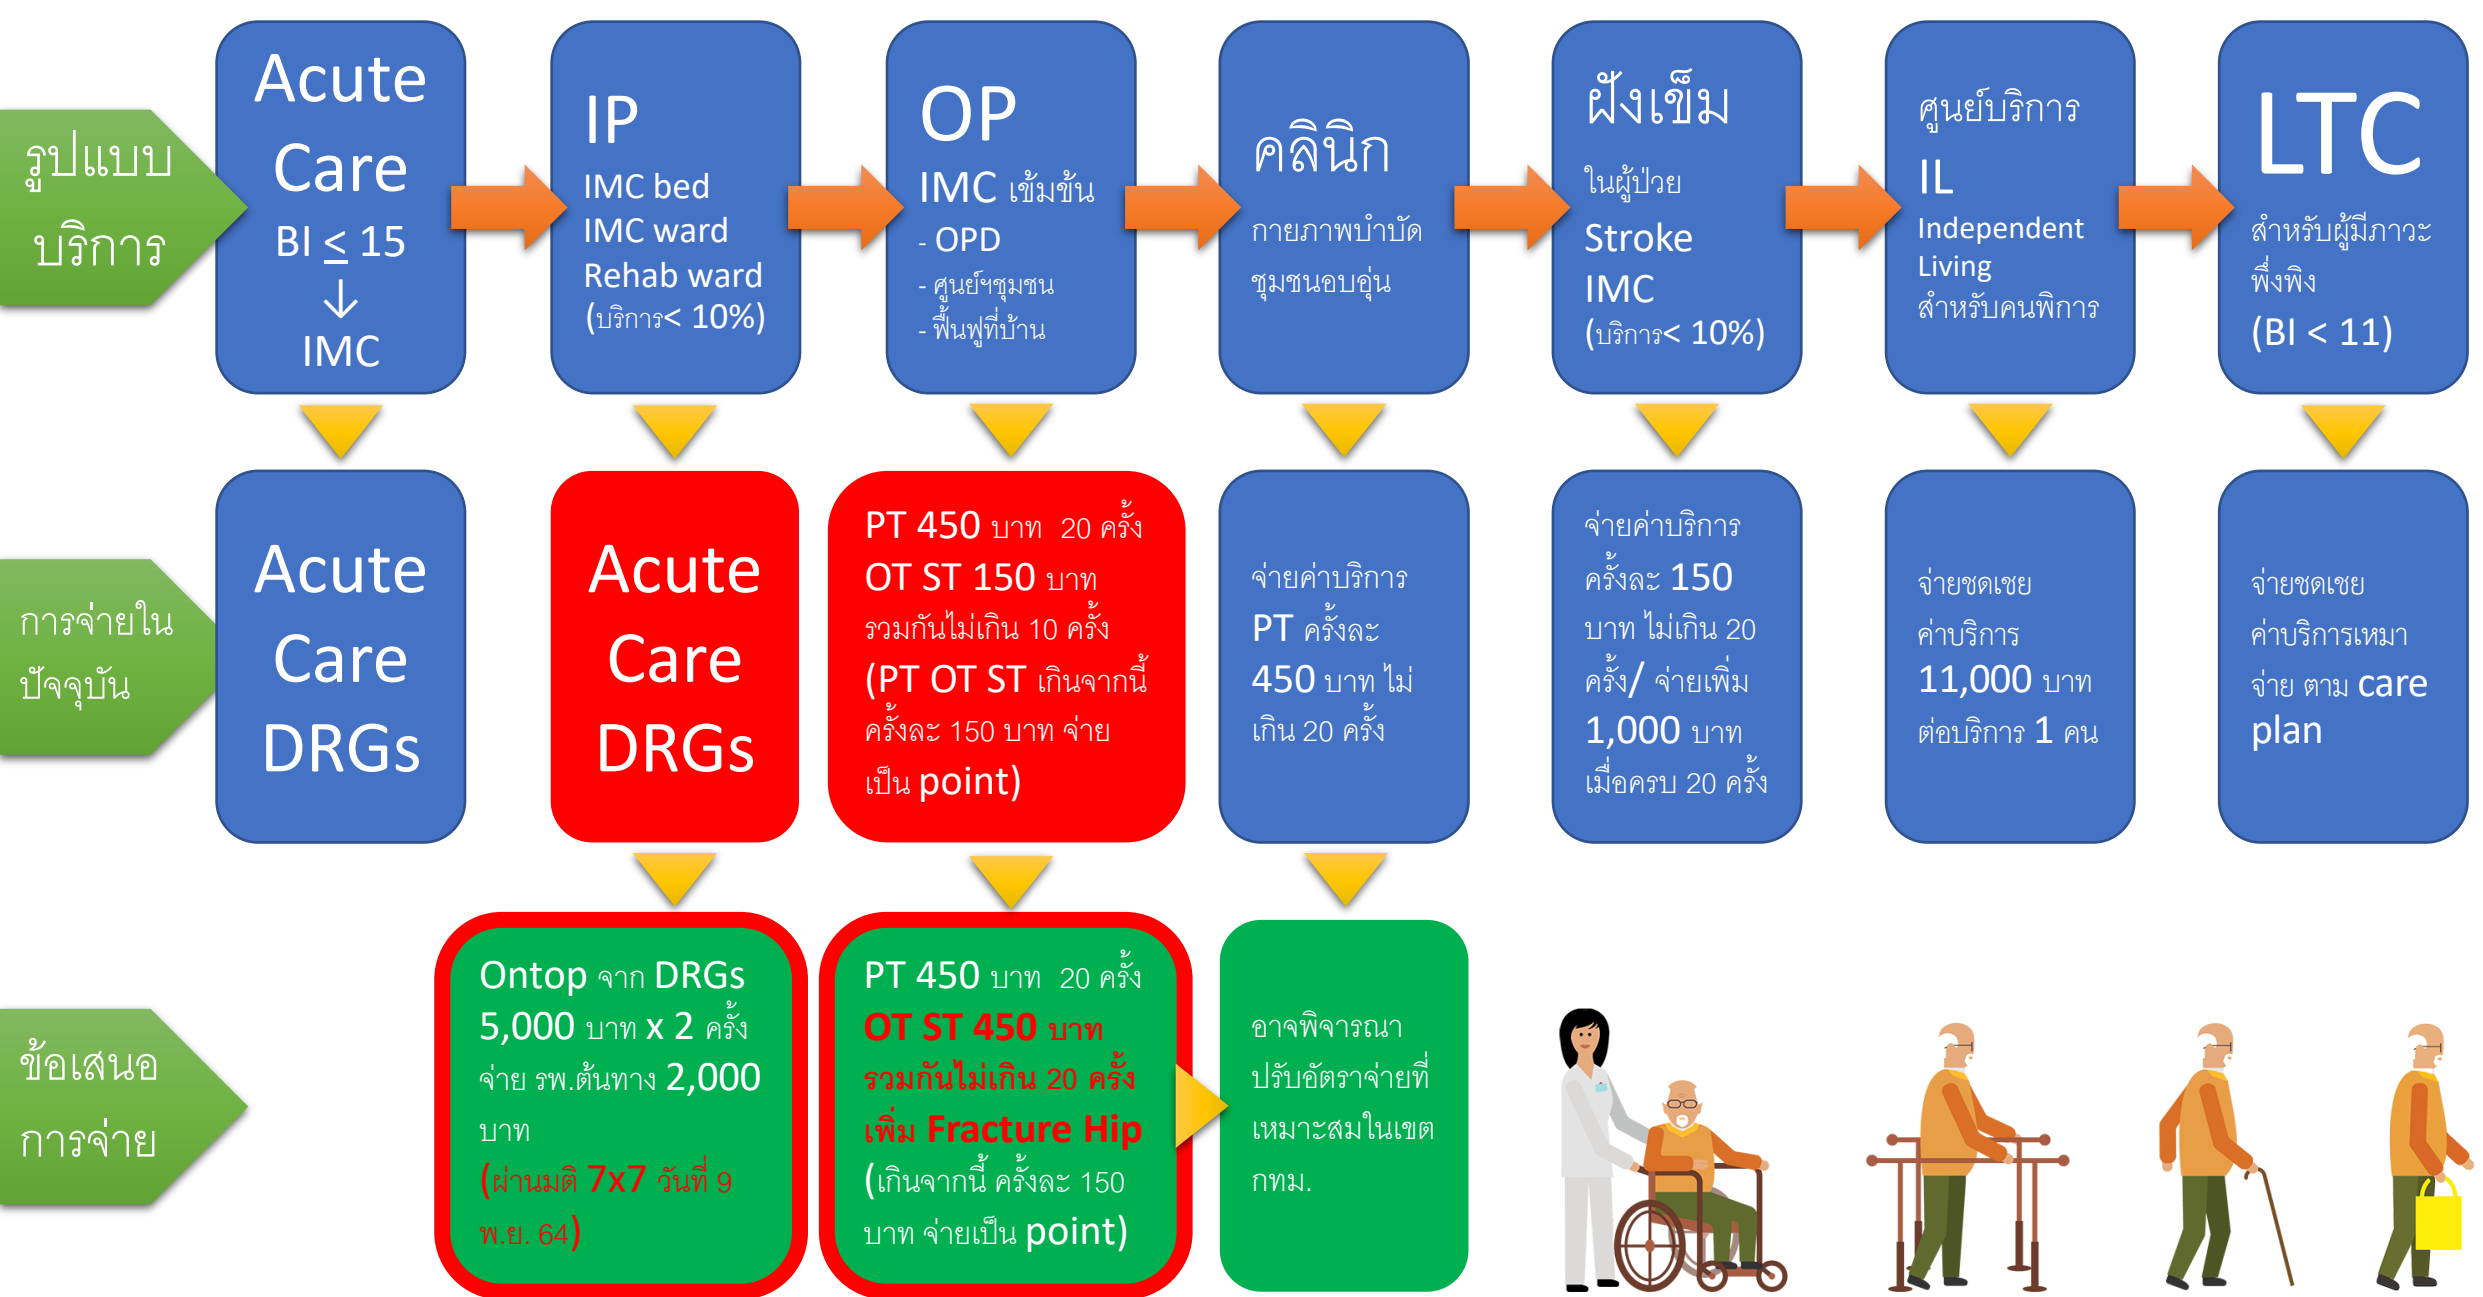 รูปแบบ
บริการ
Acute
Care
BI ≤ 15
↓
IMC
IP
IMC bed
IMC ward
Rehab ward
(บริการ< 10%)
OP
IMC เข้มข้น
- OPD
- ศูนย์ฯชุมชน
- ฟื้นฟูที่บ้าน
คลินิก
กายภาพบำบัด
ชุมชนอบอุ่น
ฝังเข็ม
ในผู้ป่วย
Stroke
IMC
(บริการ< 10%)
ศูนย์บริการ
IL
Independent
Living
สำหรับคนพิการ
LTC
สำหรับผู้มีภาวะ
พึ่งพิง
(BI < 11)
การจ่ายใน
ปัจจุบัน
Acute
Care
DRGs
Acute
Care
DRGs
PT 450 บาท 20 ครั้ง
OT ST 150 บาท
รวมกันไม่เกิน 10 ครั้ง
(PT OT ST เกินจากนี้
ครั้งละ 150 บาท จ่าย
เป็น point)
จ่ายค่าบริการ
PT ครั้งละ
450 บาท ไม่
เกิน 20 ครั้ง
จ่ายค่าบริการ
ครั้งละ 150
บาท ไม่เกิน 20
ครั้ง/ จ่ายเพิ่ม
1,000 บาท
เมื่อครบ 20 ครั้ง
จ่ายชดเชย
ค่าบริการ
11,000 บาท
ต่อบริการ 1 คน
จ่ายชดเชย
ค่าบริการเหมา
จ่าย ตาม care
plan
ข้อเสนอ
การจ่าย
Ontop จาก DRGs
5,000 บาท x 2 ครั้ง
จ่าย รพ.ต้นทาง 2,000
บาท
(ผ่านมติ 7x7 วันที่ 9
พ.ย. 64)
PT 450 บาท 20 ครั้ง
OT ST 450 บาท
รวมกันไม่เกิน 20 ครั้ง
เพิ่ม Fracture Hip
(เกินจากนี้ ครั้งละ 150
บาท จ่ายเป็น point)
อาจพิจารณา
ปรับอัตราจ่ายที่
เหมาะสมในเขต
กทม.